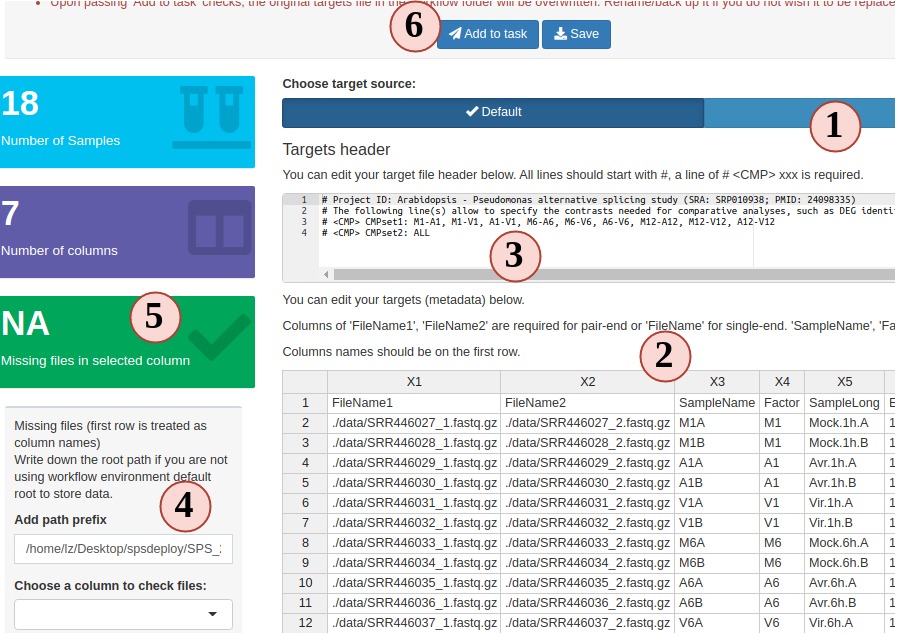 Upon passing 'Add to task' checks, the original targets file in the workflow folder will be overwritten. Rename/back up it if you do not wish it to be replace
6
Add to task
Save
18
Number of Samples
7
Number of columns
NA
5
Missing files in selected column
Missing files (first row is treated as
column names)
Write down the root path if you are not
using workflow environment default
root to store data.
4
Add path prefix
/home/lz/Desktop/spsdeploy/SPS_
Choose a column to check files:
Choose target source:
Default
1
Targets header
You can edit your target file header below. All lines should start with #, a line of # <CMP> xxx is required.
1 # Project ID: Arabidopsis - Pseudomonas alternative splicing study (SRA: SRP010938; PMID: 24098335)
2 # The following line(s) allow to specify the contrasts needed for comparative analyses, such as DEG identi
3 # <CMP> CMPset1: M1-A1, M1-V1, A1-V1, M6-A6, M6-V6, A6-V6, M12-A12, M12-V12, A12-V12
4 # <CMP> CMPset2: ALL
3
You can edit your targets (metadata) below.
Columns of 'FileName1', 'FileName2' are required for pair-end or 'FileName' for single-end. 'SampleName', 'Fa
Columns names should be on the first row.
2
X1 X2 X3 X4 X5
1 FileName1 FileName2 SampleName Factor SampleLong E
2 ./data/SRR446027_1.fastq.gz ./data/SRR446027_2.fastq.gz M1A M1 Mock.1h.A 1
3 ./data/SRR446028_1.fastq.gz ./data/SRR446028_2.fastq.gz M1B M1 Mock.1h.B 1
4 ./data/SRR446029_1.fastq.gz ./data/SRR446029_2.fastq.gz A1A A1 Avr.1h.A 1
5 ./data/SRR446030_1.fastq.gz ./data/SRR446030_2.fastq.gz A1B A1 Avr.1h.B 1
6 ./data/SRR446031_1.fastq.gz ./data/SRR446031_2.fastq.gz V1A V1 Vir.1h.A 1
7 ./data/SRR446032_1.fastq.gz ./data/SRR446032_2.fastq.gz V1B V1 Vir.1h.B 1
8 ./data/SRR446033_1.fastq.gz ./data/SRR446033_2.fastq.gz M6A M6 Mock.6h.A 1
9 ./data/SRR446034_1.fastq.gz ./data/SRR446034_2.fastq.gz M6B M6 Mock.6h.B 1
10 ./data/SRR446035_1.fastq.gz ./data/SRR446035_2.fastq.gz A6A A6 Avr.6h.A 1
11 ./data/SRR446036_1.fastq.gz ./data/SRR446036_2.fastq.gz A6B A6 Avr.6h.B 1
12 ./data/SRR446037_1.fastq.gz ./data/SRR446037_2.fastq.gz V6A V6 Vir.6h.A 1